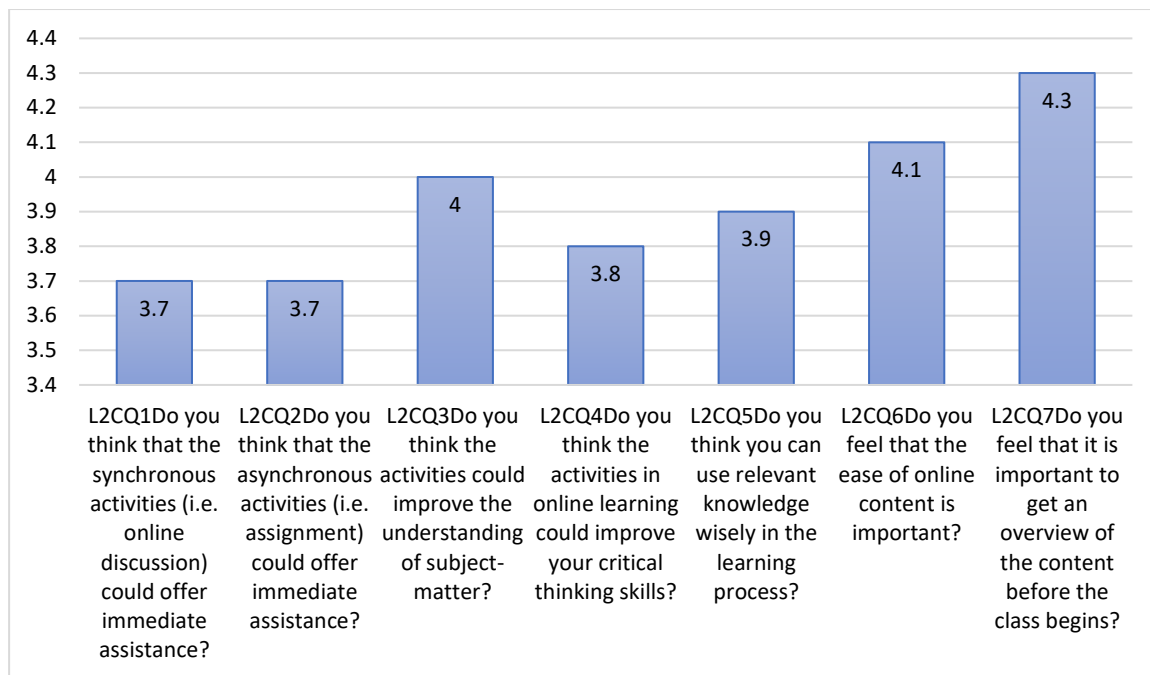 4.4
4.3
4.2
4.1
4
3.9
3.8
3.7
3.6
3.5
3.4
3.7
3.7
4
3.8
3.9
4.1
4.3
L2CQ1Do you
think that the
synchronous
activities (i.e.
online
discussion)
could offer
immediate
assistance?
L2CQ2Do you
think that the
asynchronous
activities (i.e.
assignment)
could offer
immediate
assistance?
L2CQ3Do you
think the
activities could
improve the
understanding
of subject-
matter?
L2CQ4Do you
think the
activities in
online learning
could improve
your critical
thinking skills?
L2CQ5Do you
think you can
use relevant
knowledge
wisely in the
learning
process?
L2CQ6Do you
feel that the
ease of online
content is
important?
L2CQ7Do you
feel that it is
important to
get an
overview of
the content
before the
class begins?